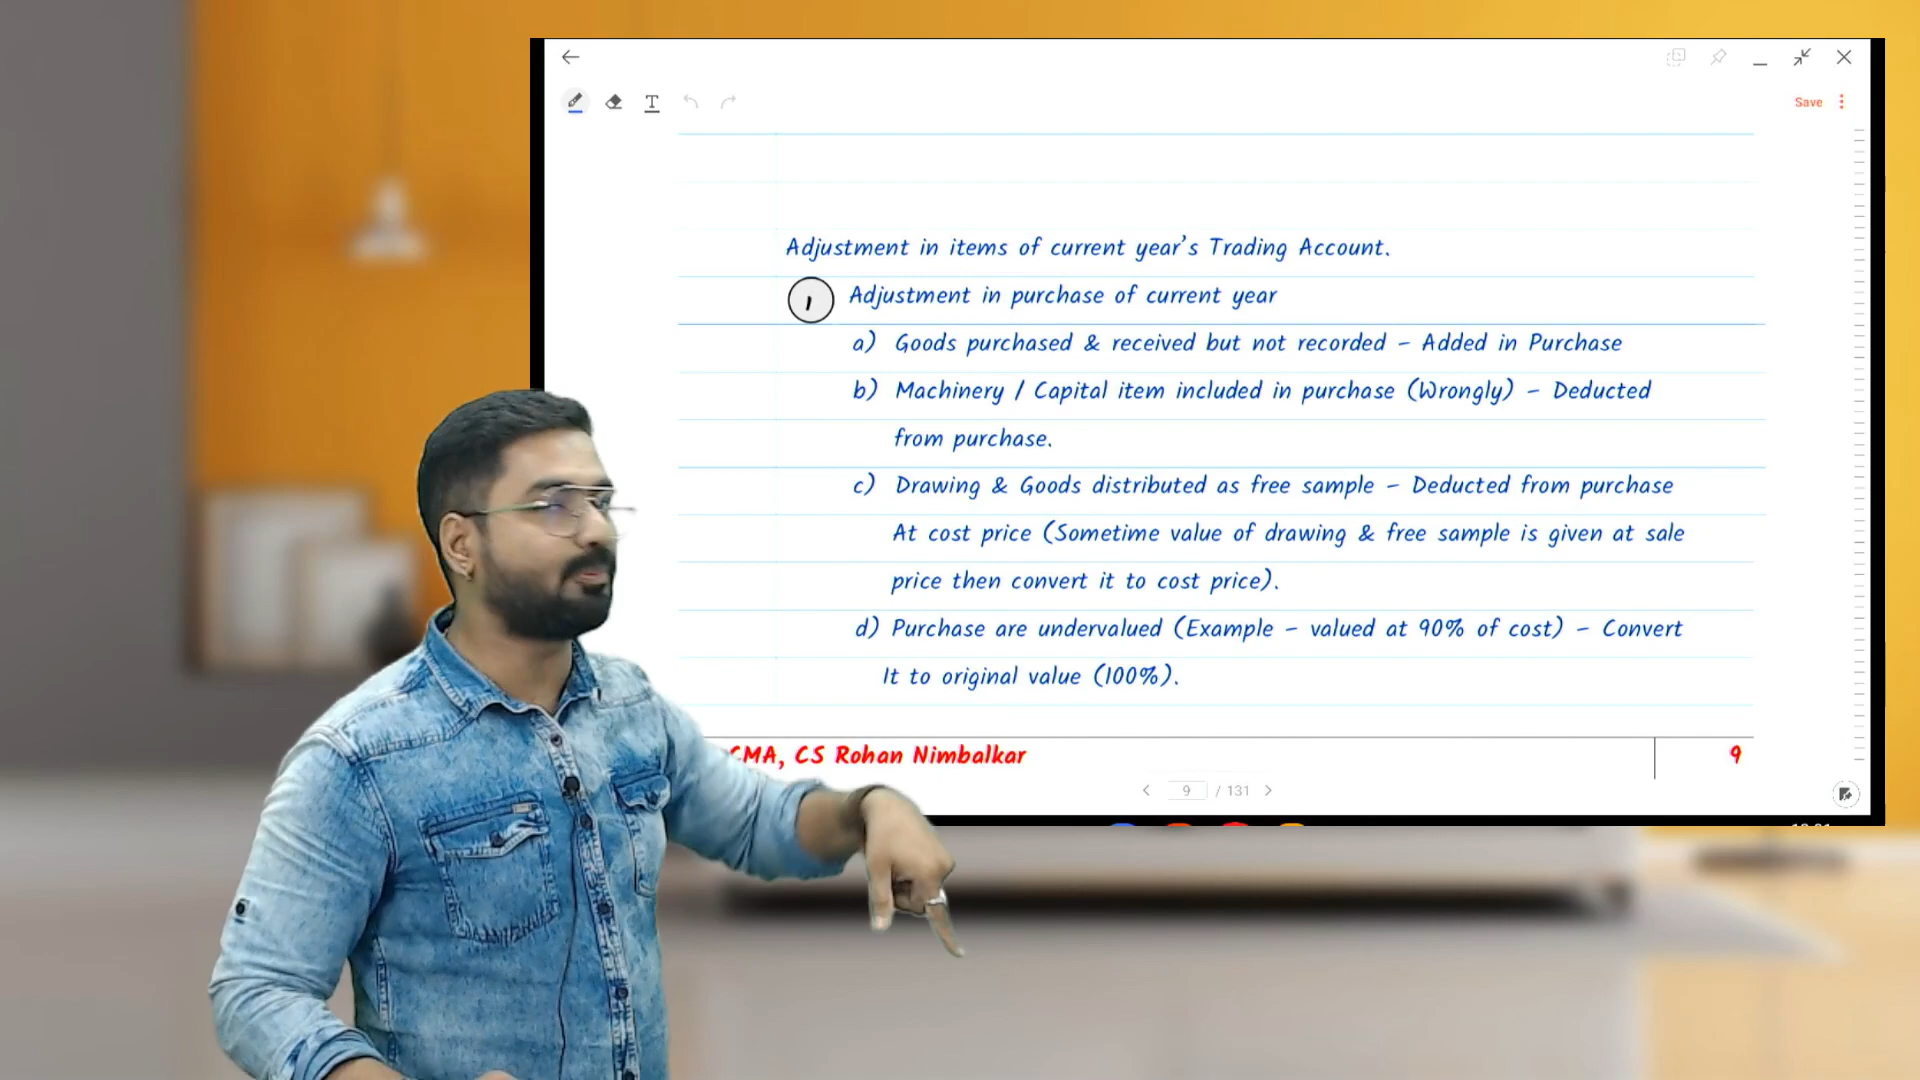 Save
Adjustment in items of current year's Trading Account.
1 Adjustment in purchase of current year
a) Goods purchased & received but not recorded – Added in Purchase
b) Machinery / Capital item included in purchase (Wrongly) – Deducted
from purchase.
c) Drawing & Goods distributed as free sample – Deducted from purchase
At cost price (Sometime value of drawing & free sample is given at sale
price then convert it to cost price).
d) Purchase are undervalued (Example – valued at 90% of cost) – Convert
It to original value (100%).
CMA, CS Rohan Nimbalkar 9
9 / 131